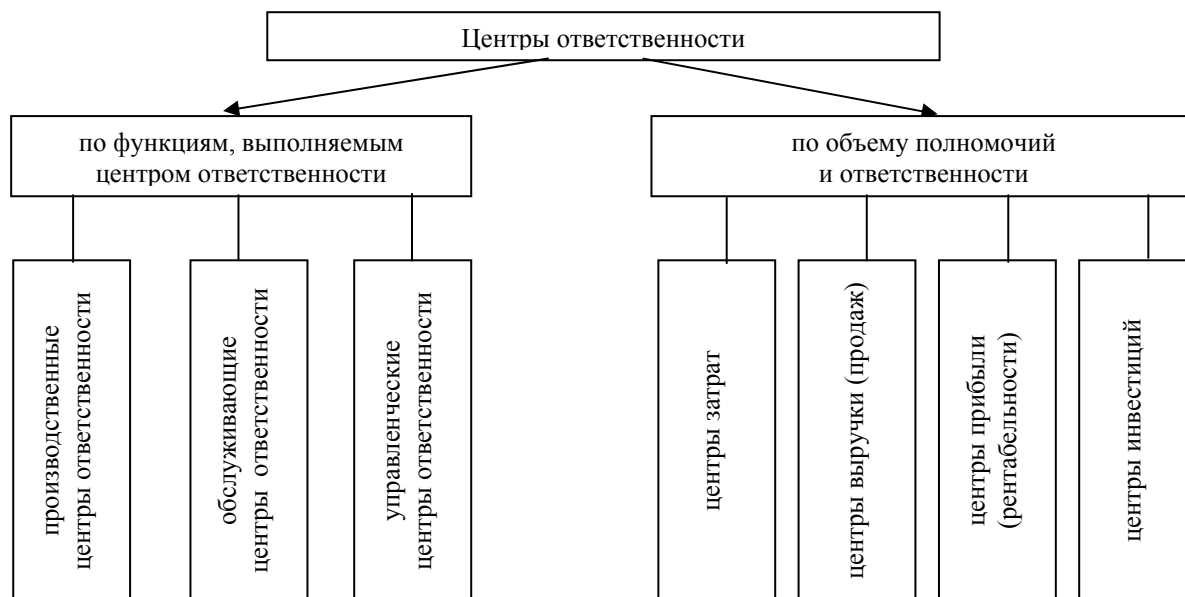 Центры ответственности
по функциям, выполняемым
центром ответственности
по объему полномочий
и ответственности
производственные
центры ответственности
обслуживающие
центры ответственности
управленческие
центры ответственности
центры затрат
центры выручки (продаж)
центры прибыли
(рентабельности)
центры инвестиций